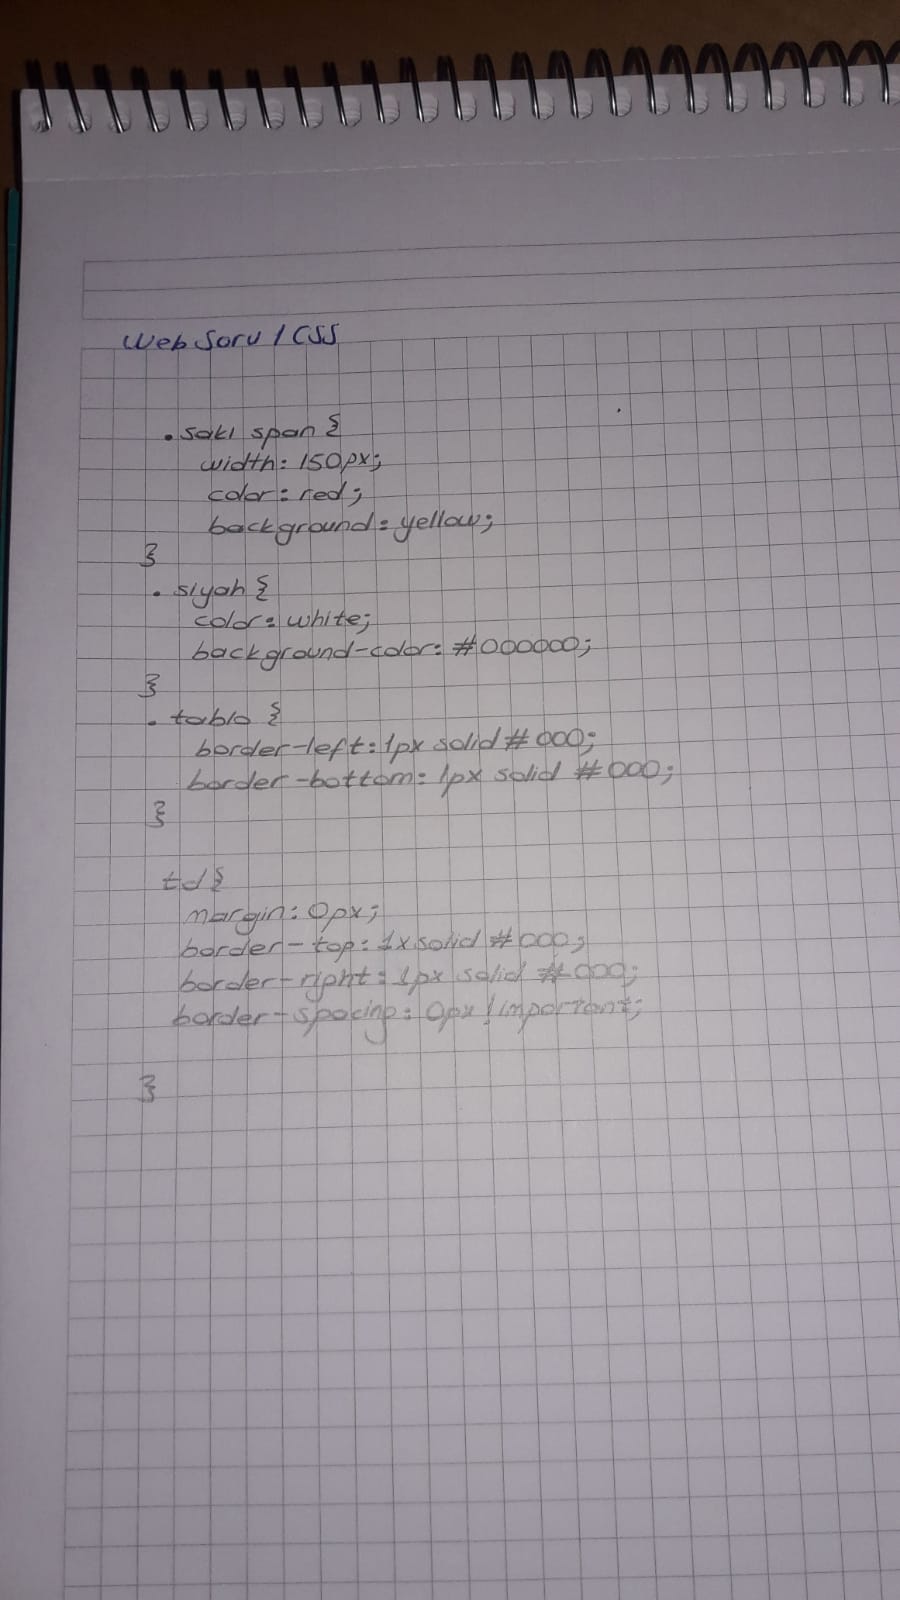 Web Soru / CSS
.sakı span {
width: 150px;
color: red;
background: yellow;
}
.siyah {
color: white;
background-color: #000000;
}
.tablo {
border-left: 1px solid #000;
border-bottom: 1px solid #000;
}
td {
margin: 0px;
border-top: 1x solid #000;
border-right: 1px solid #000;
border-spacing: 0px !important;
}